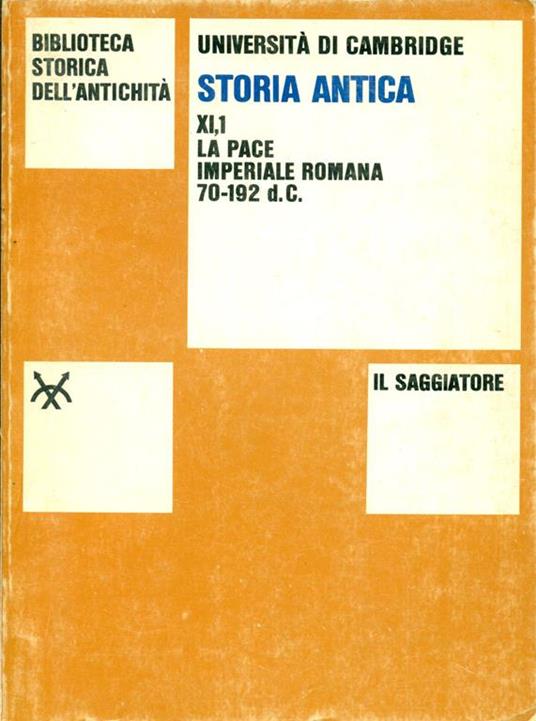 BIBLIOTECA
STORICA
DELL'ANTICHITÀ
UNIVERSITÀ DI CAMBRIDGE
STORIA ANTICA
XI,1
LA PACE
IMPERIALE ROMANA
70-192 d.C.
IL SAGGIATORE